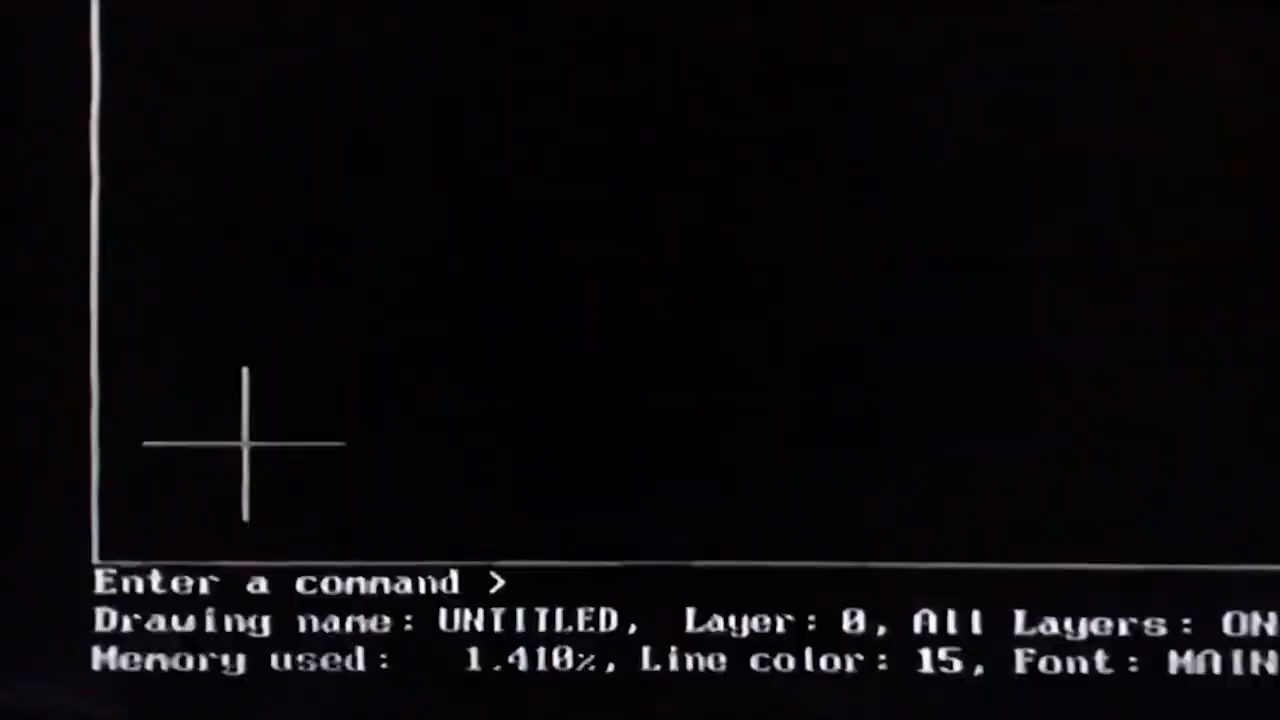 Enter a command >
Drawing name: UNTITLED, Layer: 0, All Layers: ON
Memory used: 1.410%, Line color: 15, Font: MAIN